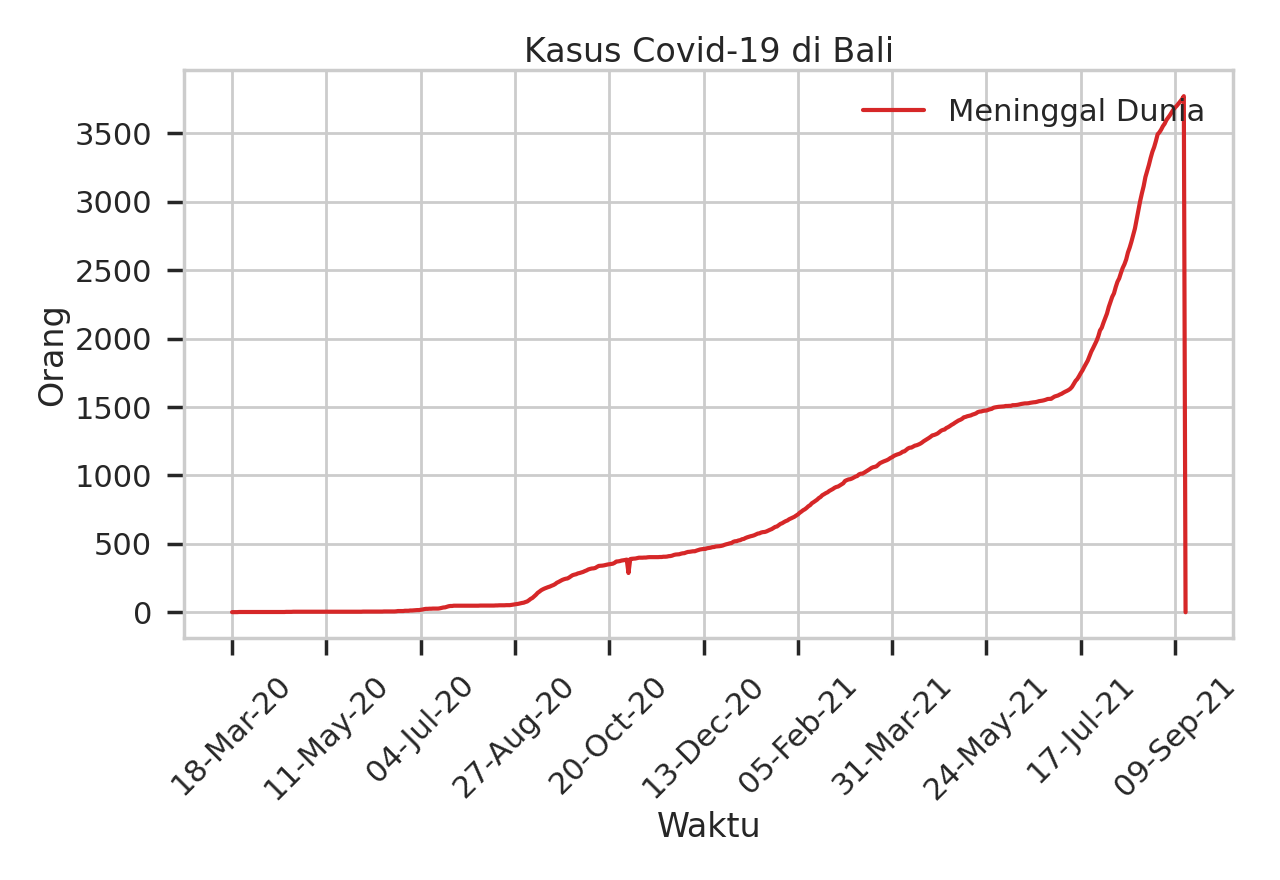 Kasus Covid-19 di Bali
Meninggal Dunia
Orang
3500
3000
2500
2000
1500
1000
500
0
18-Mar-20
11-May-20
04-Jul-20
27-Aug-20
20-Oct-20
13-Dec-20
05-Feb-21
31-Mar-21
24-May-21
17-Jul-21
09-Sep-21
Waktu